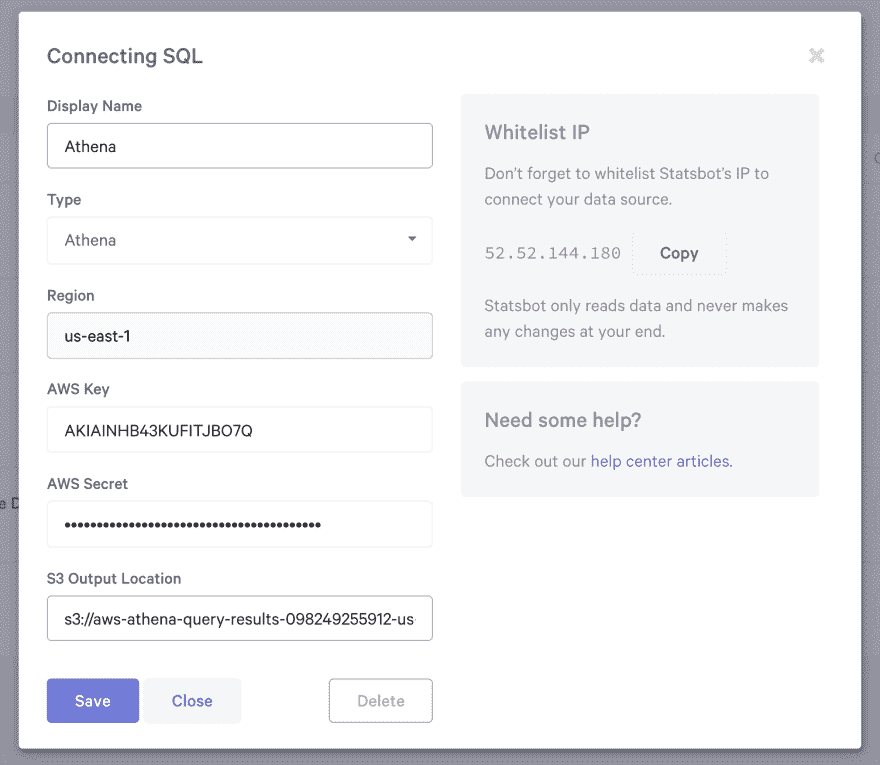 Connecting SQL
Display Name
Athena
Type
Athena
Region
us-east-1
AWS Key
AKIAINHB43KUFITJBO7Q
AWS Secret
••••••••••••••••••••••••••••••••••••••••
S3 Output Location
s3://aws-athena-query-results-098249255912-us
Save
Close
Delete
Whitelist IP
Don't forget to whitelist Statsbot's IP to
connect your data source.
52.52.144.180
Copy
Statsbot only reads data and never makes
any changes at your end.
Need some help?
Check out our help center articles.
e D